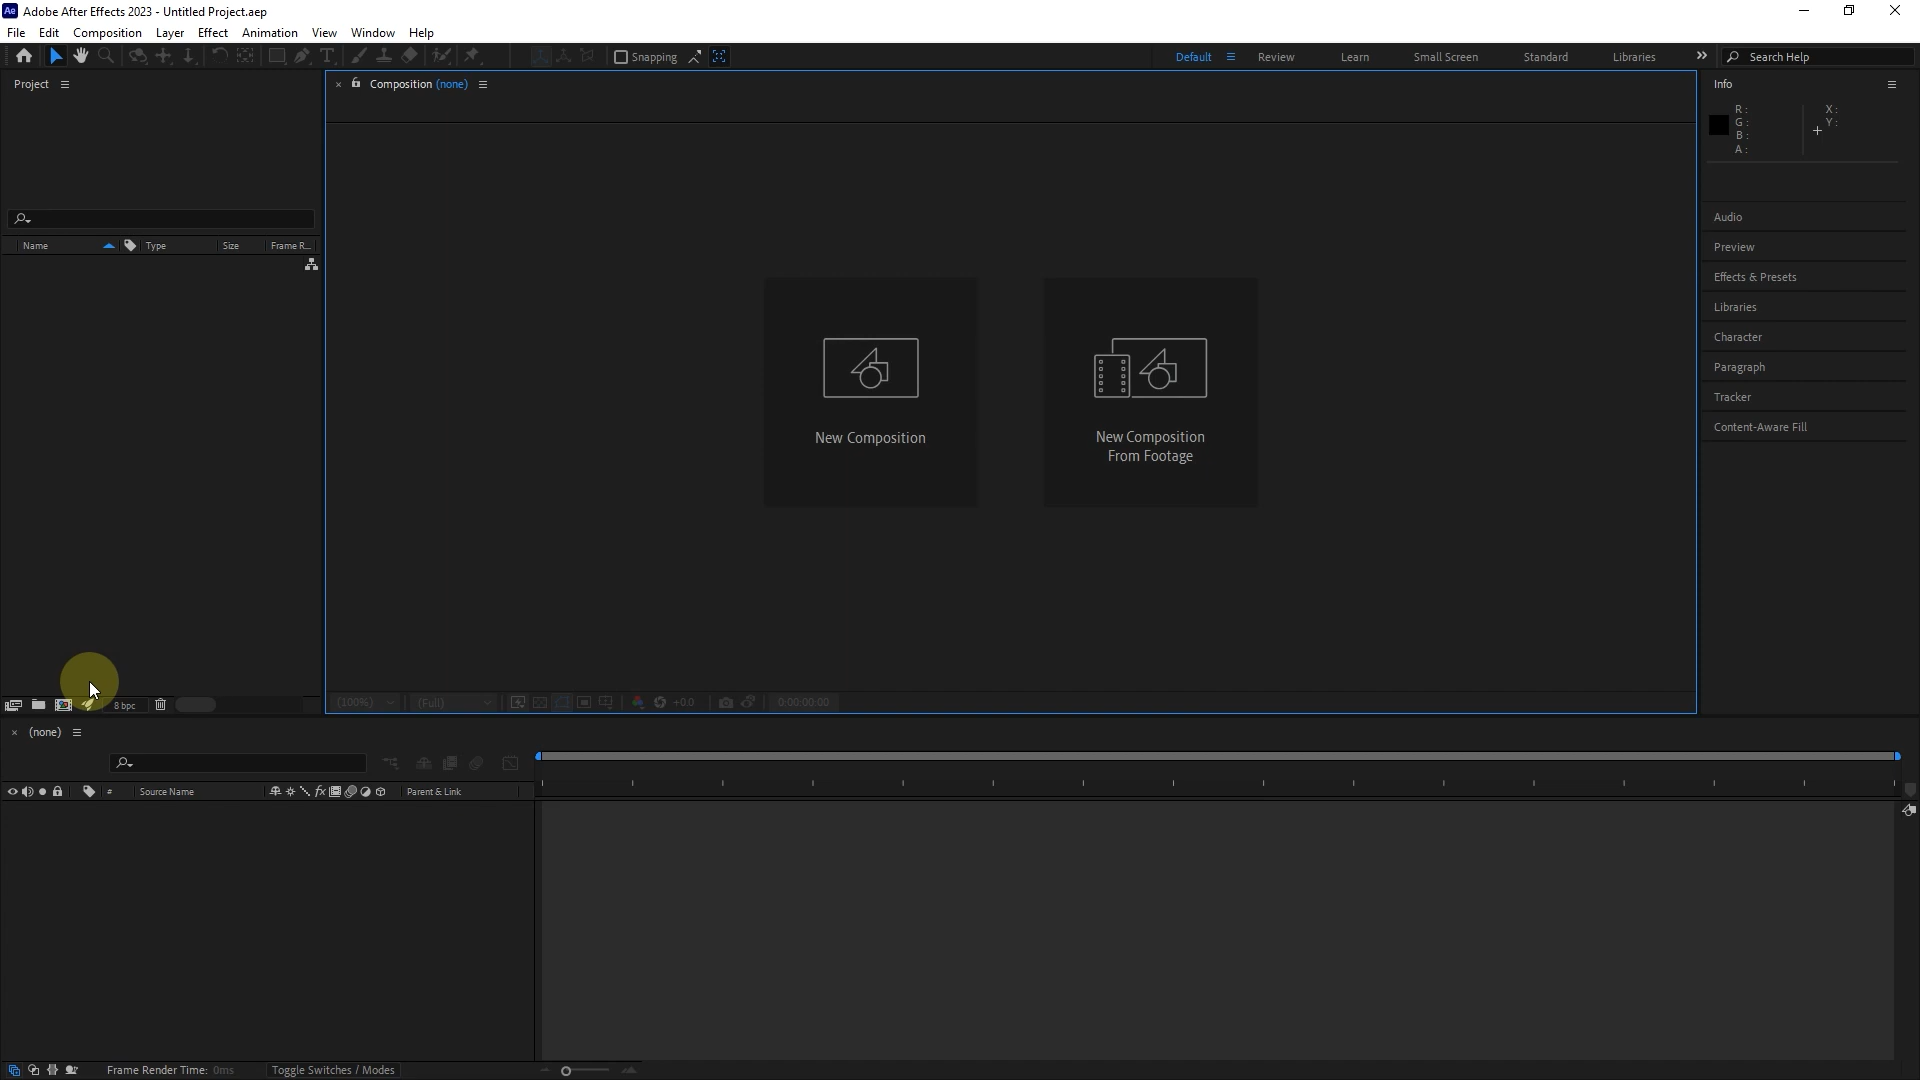 Adobe After Effects 2023 - Untitled Project.aep
File Edit Composition Layer Effect Animation View Window Help
Snapping Default Review Learn Small Screen Standard Libraries Search Help
Project
Composition (none)
Info
R:
G:
B:
A:
X:
Y:
Name Type Size Frame R...
Audio
Preview
Effects & Presets
Libraries
Character
Paragraph
Tracker
Content-Aware Fill
New Composition
New Composition
From Footage
8 bpc
(100%) (Full) +0.0 0:00:00:00
(none)
# Source Name fx Parent & Link
Frame Render Time: 0ms Toggle Switches / Modes